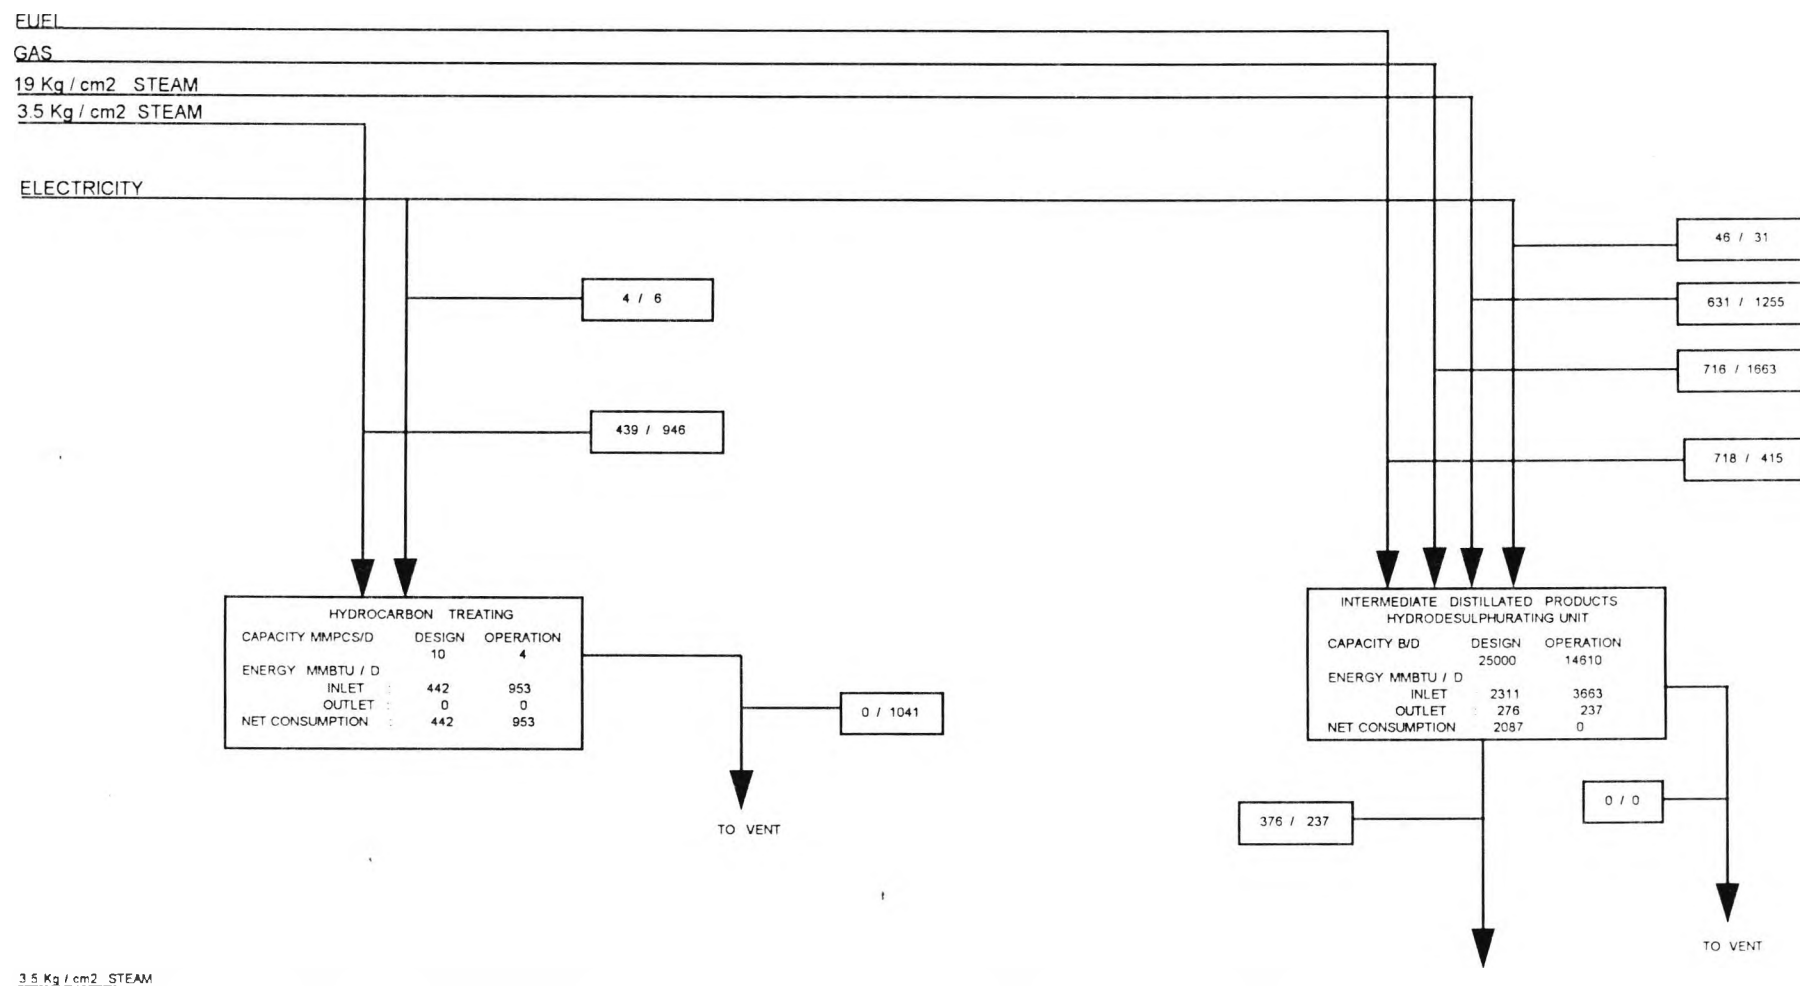 FUEL
GAS
19 Kg / cm2 STEAM
3.5 Kg / cm2 STEAM
ELECTRICITY
46 / 31
4 / 6
631 / 1255
716 / 1663
439 / 946
718 / 415
HYDROCARBON TREATING
CAPACITY MMPCS/D DESIGN OPERATION
10 4
ENERGY MMBTU / D
INLET : 442 953
OUTLET : 0 0
NET CONSUMPTION : 442 953
0 / 1041
TO VENT
INTERMEDIATE DISTILLATED PRODUCTS
HYDRODESULPHURATING UNIT
CAPACITY B/D DESIGN OPERATION
25000 14610
ENERGY MMBTU / D
INLET : 2311 3663
OUTLET : 276 237
NET CONSUMPTION 2087 0
0 / 0
376 / 237
TO VENT
3.5 Kg / cm2 STEAM